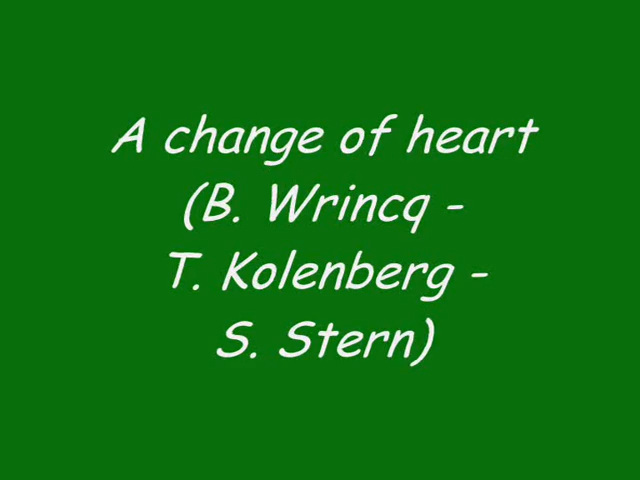 A change of heart
(B. Wrincq -
T. Kolenberg -
S. Stern)